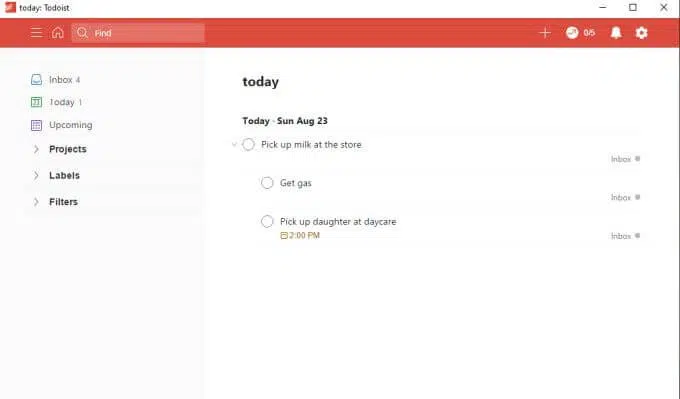 today: Todoist
Find
0/5
Inbox 4
Today 1
Upcoming
Projects
Labels
Filters
today
Today · Sun Aug 23
Pick up milk at the store
Inbox
Get gas
Inbox
Pick up daughter at daycare
2:00 PM
Inbox